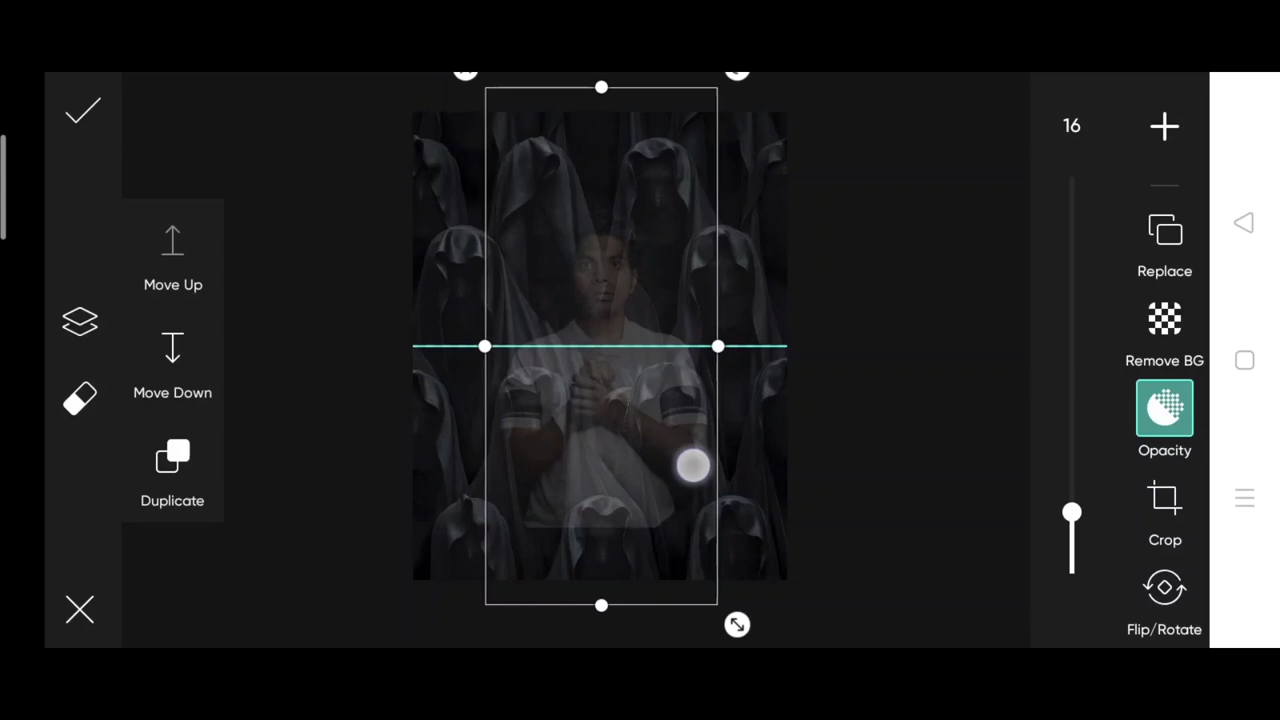 Move Up
Move Down
Duplicate
16
Replace
Remove BG
Opacity
Crop
Flip/Rotate